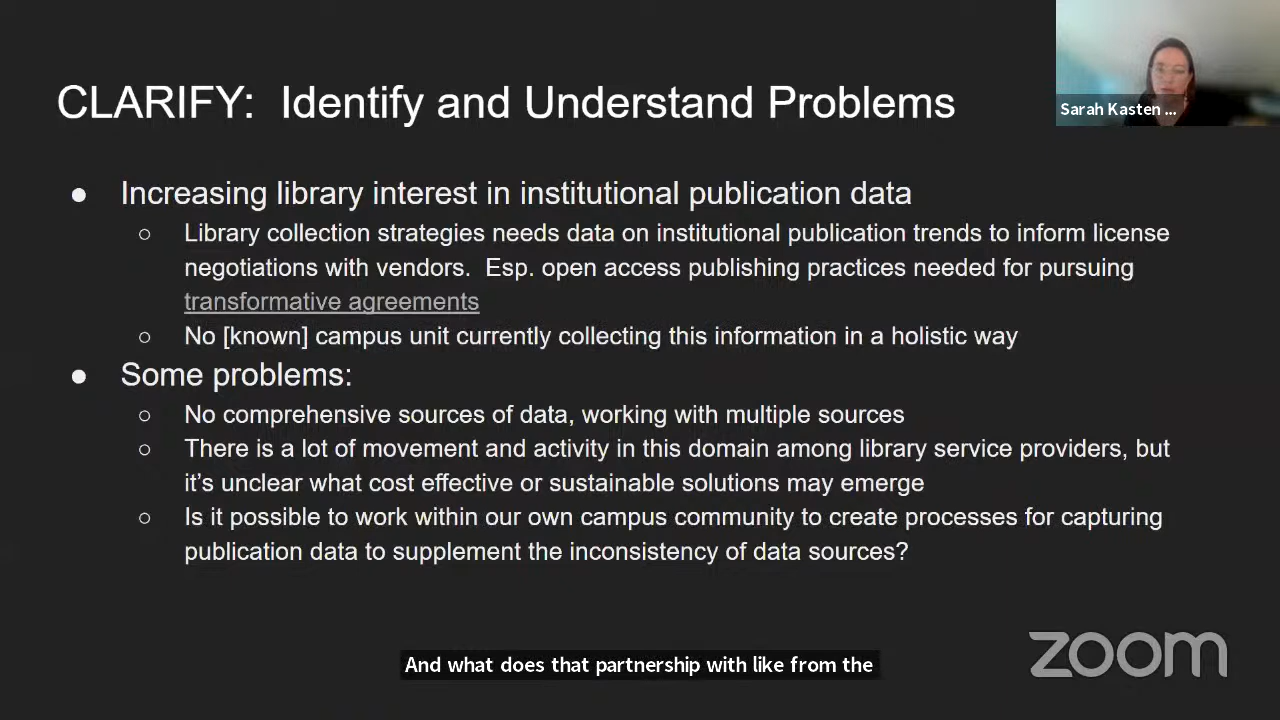 CLARIFY: Identify and Understand Problems
Sarah Kasten ...
● Increasing library interest in institutional publication data
○ Library collection strategies needs data on institutional publication trends to inform license
negotiations with vendors. Esp. open access publishing practices needed for pursuing
transformative agreements
○ No [known] campus unit currently collecting this information in a holistic way
● Some problems:
○ No comprehensive sources of data, working with multiple sources
○ There is a lot of movement and activity in this domain among library service providers, but
it's unclear what cost effective or sustainable solutions may emerge
○ Is it possible to work within our own campus community to create processes for capturing
publication data to supplement the inconsistency of data sources?
And what does that partnership with like from the
zoom